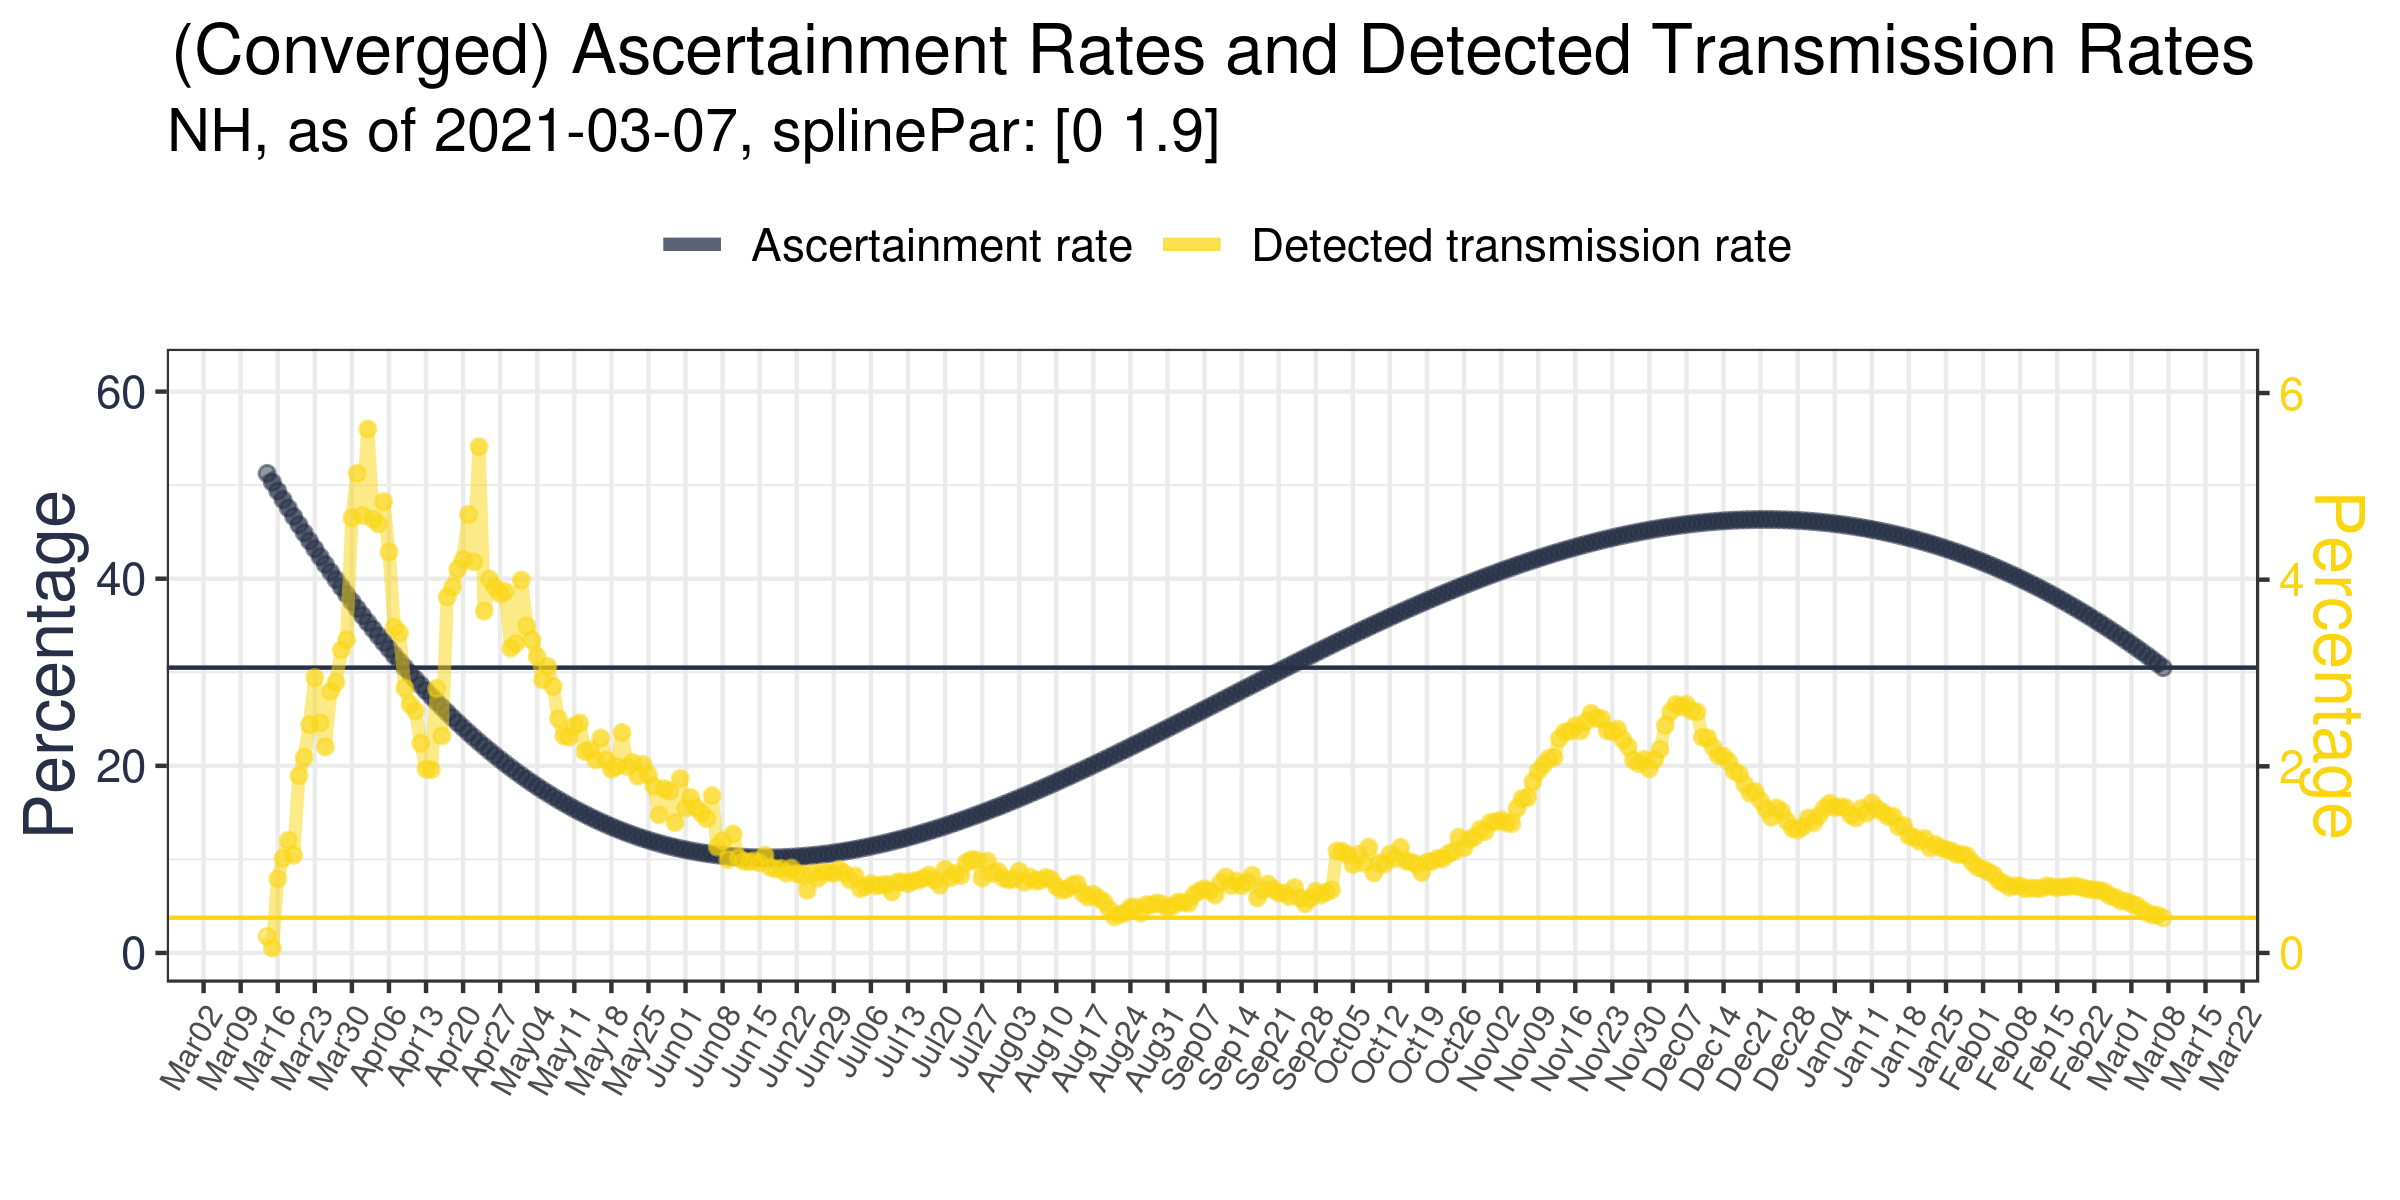 (Converged) Ascertainment Rates and Detected Transmission Rates
NH, as of 2021-03-07, splinePar: [0 1.9]
Ascertainment rate
Detected transmission rate
Percentage
60
40
20
0
6
4
2
0
Percentage
Mar02
Mar09
Mar16
Mar23
Mar30
Apr06
Apr13
Apr20
Apr27
May04
May11
May18
May25
Jun01
Jun08
Jun15
Jun22
Jun29
Jul06
Jul13
Jul20
Jul27
Aug03
Aug10
Aug17
Aug24
Aug31
Sep07
Sep14
Sep21
Sep28
Oct05
Oct12
Oct19
Oct26
Nov02
Nov09
Nov16
Nov23
Nov30
Dec07
Dec14
Dec21
Dec28
Jan04
Jan11
Jan18
Jan25
Feb01
Feb08
Feb15
Feb22
Mar01
Mar08
Mar15
Mar22